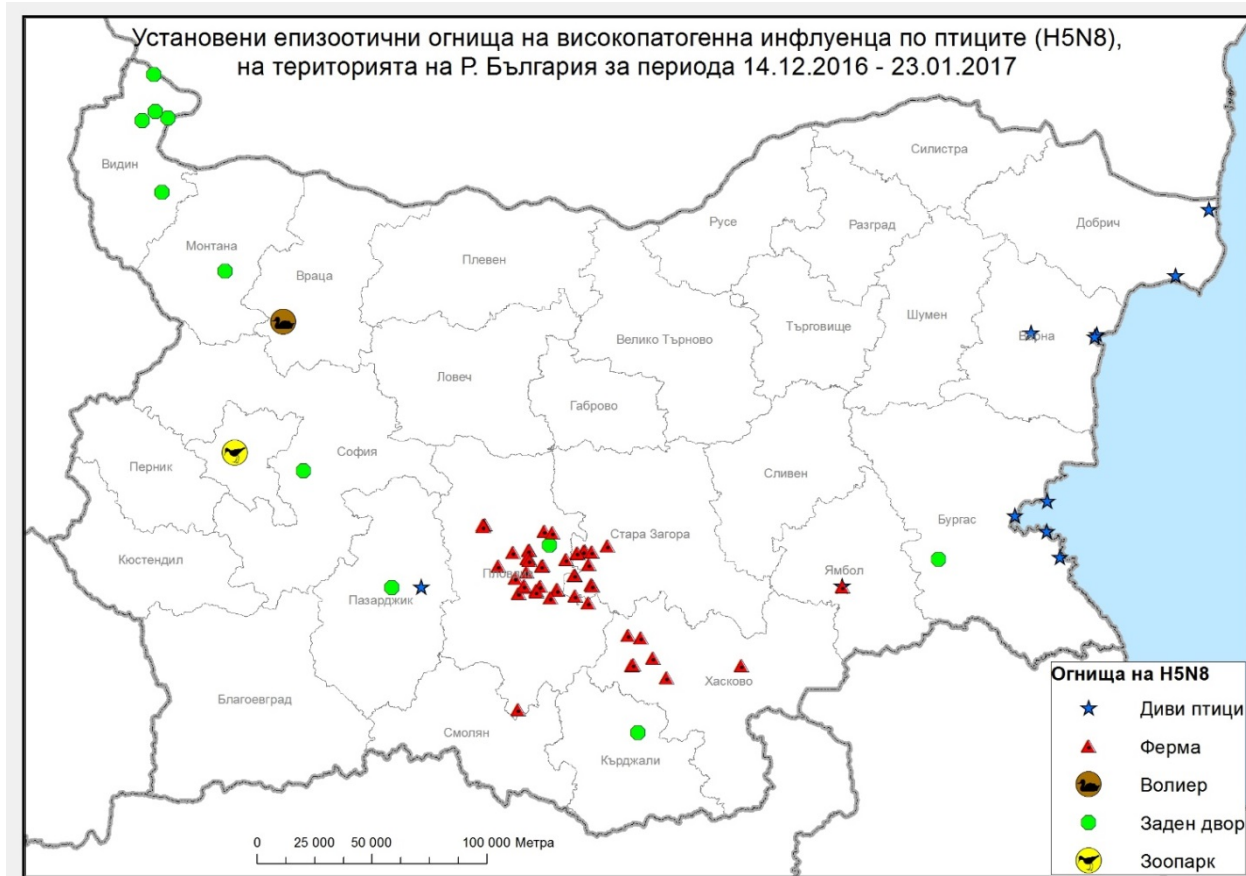 Установени епизоотични огнища на високопатогенна инфлуенца по птиците (H5N8),
на територията на Р. България за периода 14.12.2016 - 23.01.2017
Силистра
Видин
Русе
Разград
Добрич
Монтана
Враца
Плевен
Шумен
Търговище
Варна
Велико Търново
Ловеч
Габрово
София
Перник
Сливен
Стара Загора
Бургас
Кюстендил
Ямбол
Пловдив
Пазарджик
Хасково
Благоевград
Смолян
Кърджали
Огнища на H5N8
Диви птици
Ферма
Волиер
Заден двор
Зоопарк
0 25 000 50 000 100 000 Метра